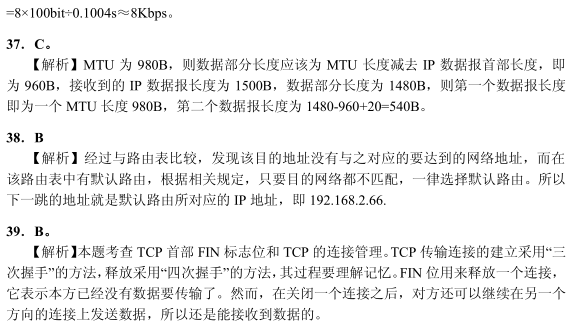 =8×100bit÷0.1004s≈8Kbps。
37．C。
【解析】MTU 为 980B，则数据部分长度应该为 MTU 长度减去 IP 数据报首部长度，即
为 960B，接收到的 IP 数据报长度为 1500B，数据部分长度为 1480B，则第一个数据报长度
即为一个 MTU 长度 980B，第二个数据报长度为 1480-960+20=540B。
38．B
【解析】经过与路由表比较，发现该目的地址没有与之对应的要达到的网络地址，而在
该路由表中有默认路由，根据相关规定，只要目的网络都不匹配，一律选择默认路由。所以
下一跳的地址就是默认路由所对应的 IP 地址，即 192.168.2.66.
39．B。
【解析】本题考查 TCP 首部 FIN 标志位和 TCP 的连接管理。TCP 传输连接的建立采用“三
次握手”的方法，释放采用“四次握手”的方法，其过程要理解记忆。FIN 位用来释放一个连接，
它表示本方已经没有数据要传输了。然而，在关闭一个连接之后，对方还可以继续在另一个
方向的连接上发送数据，所以还是能接收到数据的。